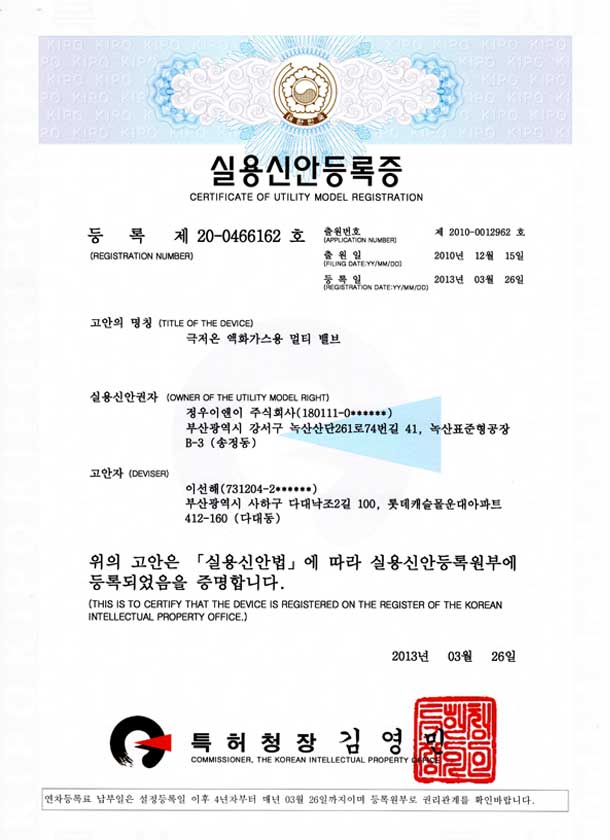 실용신안등록증
CERTIFICATE OF UTILITY MODEL REGISTRATION
등 록 제 20-0466162 호
(REGISTRATION NUMBER)
출원번호 제 2010-0012962 호
(APPLICATION NUMBER)
출 원 일 2010년 12월 15일
(FILING DATE:YY/MM/DD)
등 록 일 2013년 03월 26일
(REGISTRATION DATE:YY/MM/DD)
고안의 명칭 (TITLE OF THE DEVICE)
극저온 액화가스용 멀티 밸브
실용신안권자 (OWNER OF THE UTILITY MODEL RIGHT)
정우이앤이 주식회사(180111-0******)
부산광역시 강서구 녹산산단261로74번길 41, 녹산표준형공장
B-3 (송정동)
고안자 (DEVISER)
이선해(731204-2******)
부산광역시 사하구 다대낙조2길 100, 롯데캐슬몰운대아파트
412-160 (다대동)
위의 고안은 「실용신안법」에 따라 실용신안등록원부에
등록되었음을 증명합니다.
(THIS IS TO CERTIFY THAT THE DEVICE IS REGISTERED ON THE REGISTER OF THE KOREAN
INTELLECTUAL PROPERTY OFFICE.)
2013년 03월 26일
특허청장 김영민
COMMISSIONER, THE KOREAN INTELLECTUAL PROPERTY OFFICE
연차등록료 납부일은 설정등록일 이후 4년차부터 매년 03월 26일까지이며 등록원부로 권리관계를 확인바랍니다.